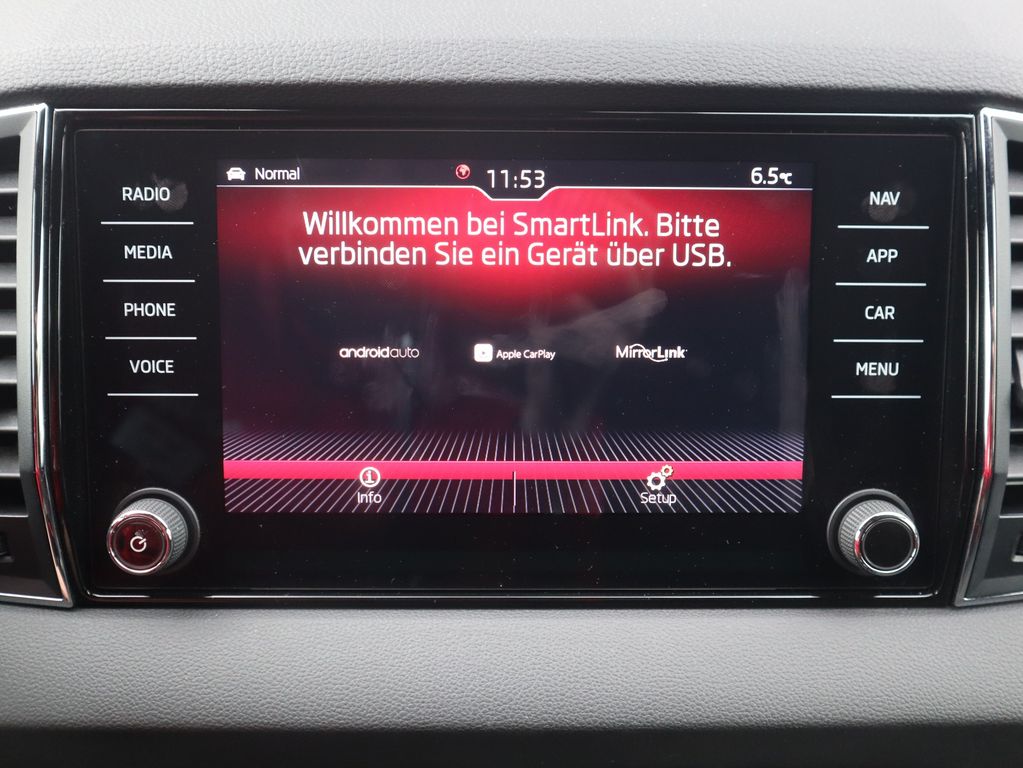 Normal
11:53
6.5°C
Willkommen bei SmartLink. Bitte
verbinden Sie ein Gerät über USB.
androidauto
Apple CarPlay
MirrorLink
Info
Setup
RADIO
MEDIA
PHONE
VOICE
NAV
APP
CAR
MENU